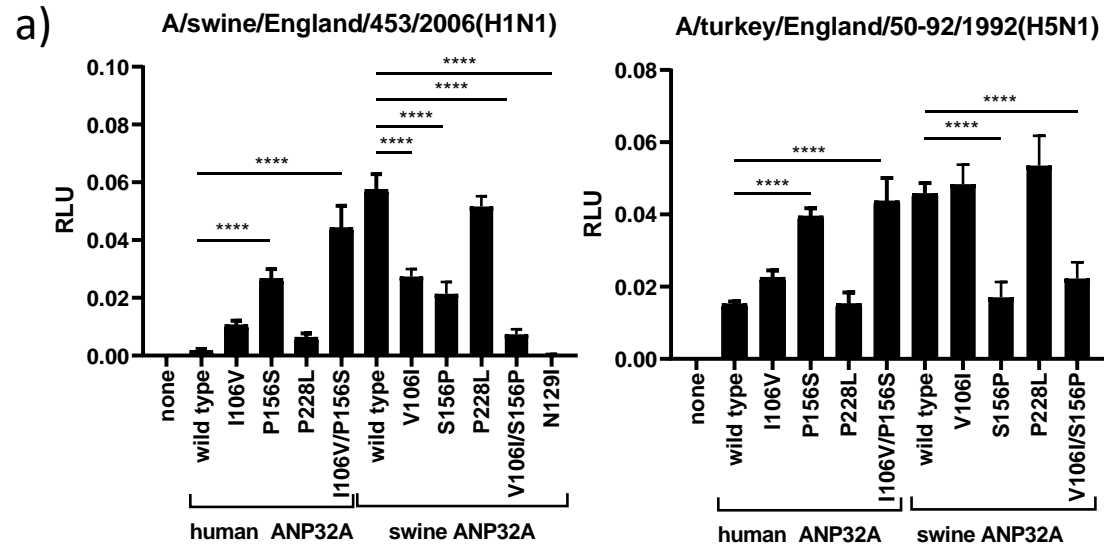 a)
A/swine/England/453/2006(H1N1)
RLU
0.10
0.08
0.06
0.04
0.02
0.00
****
****
****
****
****
****
none
wild type
I106V
P156S
P228L
I106V/P156S
wild type
V106I
S156P
P228L
V106I/S156P
N129I
human ANP32A
swine ANP32A
A/turkey/England/50-92/1992(H5N1)
RLU
0.08
0.06
0.04
0.02
0.00
****
****
****
****
none
wild type
I106V
P156S
P228L
I106V/P156S
wild type
V106I
S156P
P228L
V106I/S156P
human ANP32A
swine ANP32A